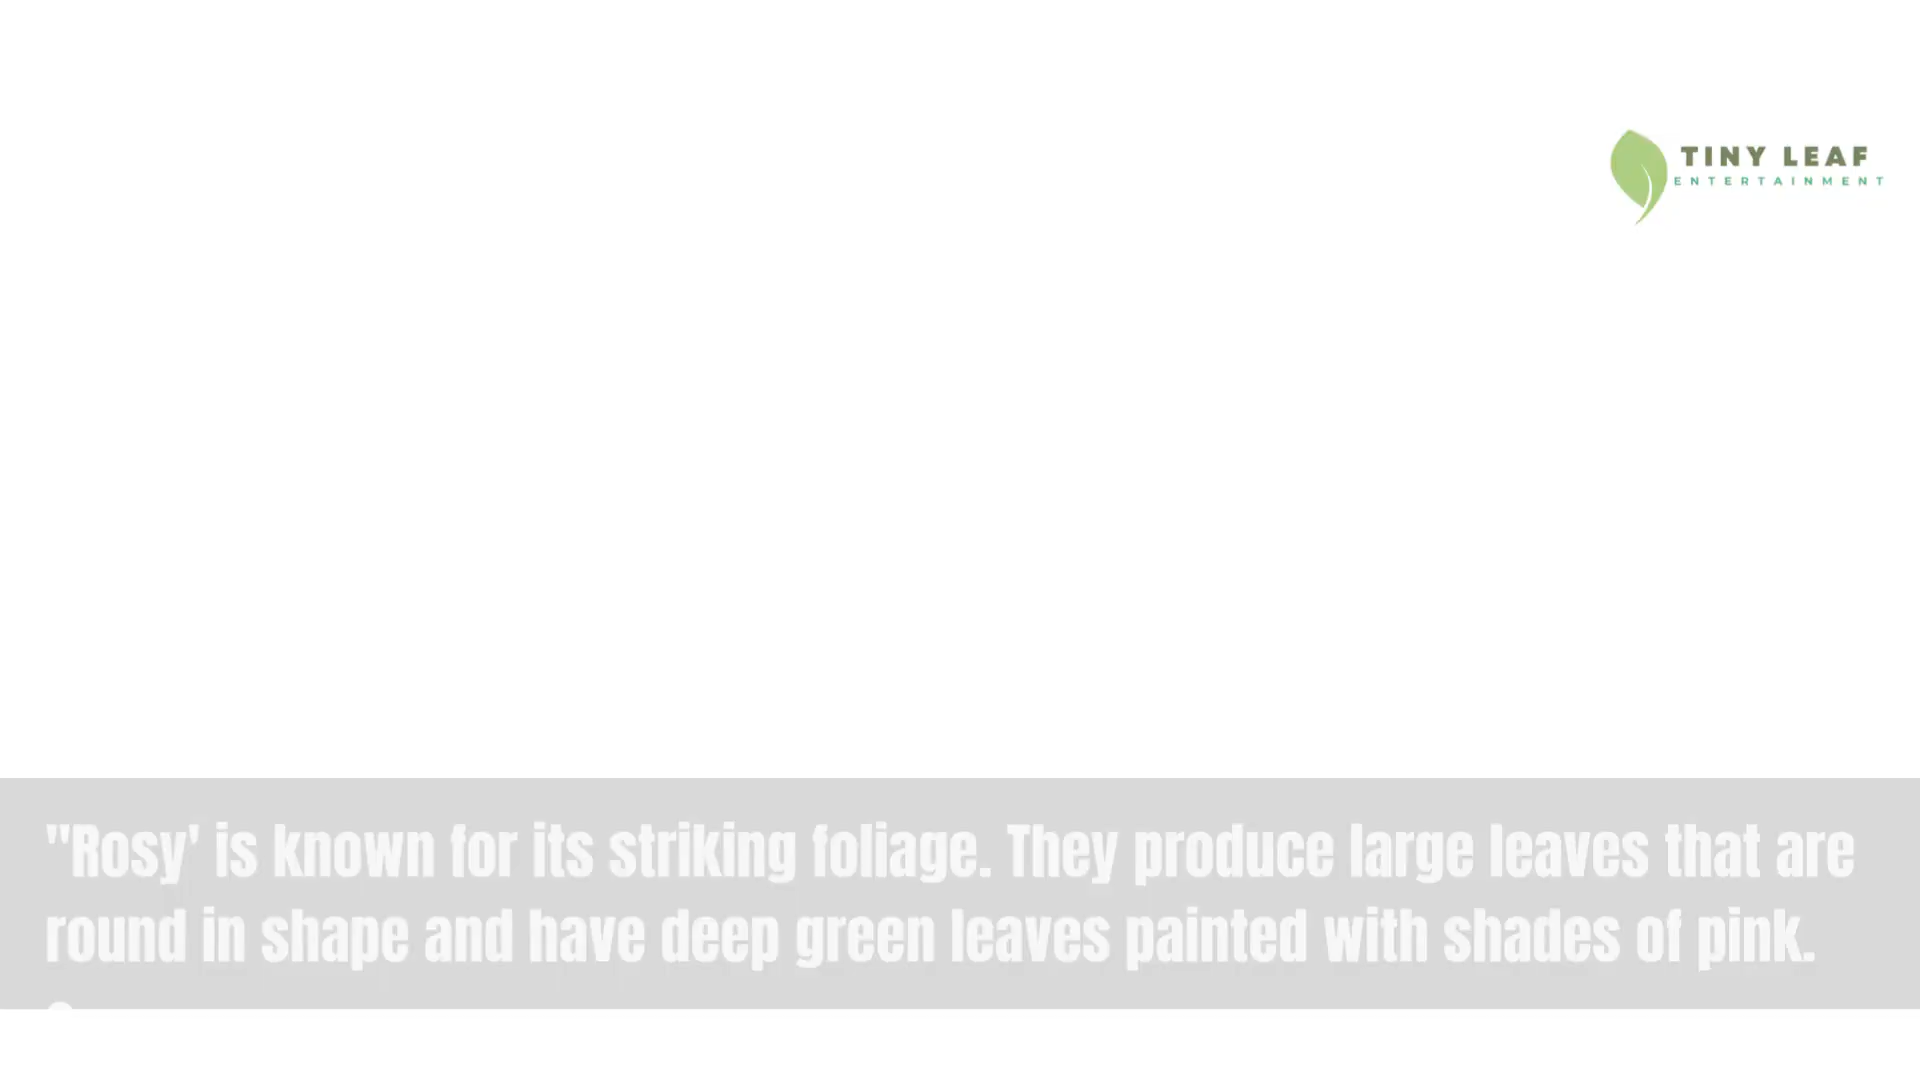 TINY LEAF
ENTERTAINMENT
"Rosy' is known for its striking foliage. They produce large leaves that are
round in shape and have deep green leaves painted with shades of pink.